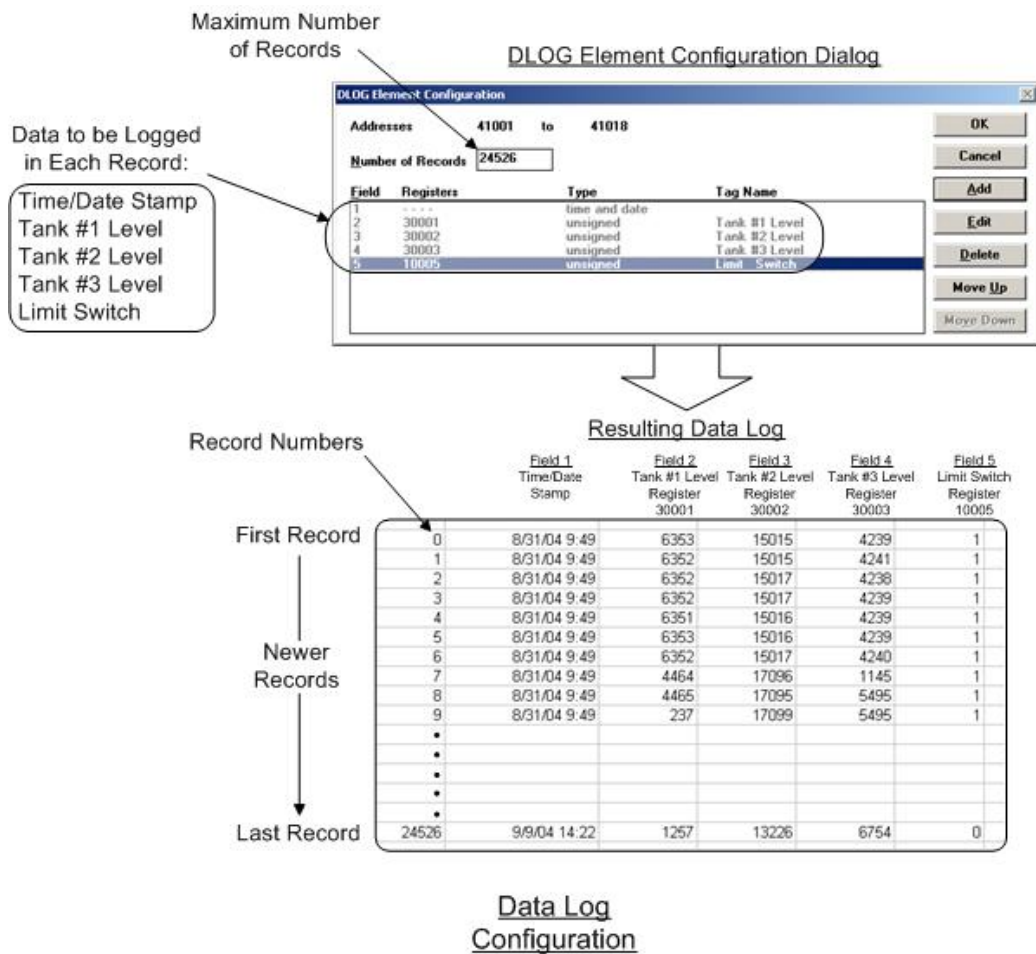 Maximum Number
of Records
DLOG Element Configuration Dialog
DLOG Element Configuration
Addresses 41001 to 41018
Number of Records 24526
OK
Cancel
Add
Edit
Delete
Move Up
Move Down
Data to be Logged
in Each Record:
Time/Date Stamp
Tank #1 Level
Tank #2 Level
Tank #3 Level
Limit Switch
Field Registers Type Tag Name
1 - - - - time and date
2 30001 unsigned Tank #1 Level
3 30002 unsigned Tank #2 Level
4 30003 unsigned Tank #3 Level
5 10005 unsigned Limit Switch
Resulting Data Log
Record Numbers
Field 1 Field 2 Field 3 Field 4 Field 5
Time/Date Tank #1 Level Tank #2 Level Tank #3 Level Limit Switch
Stamp Register Register Register Register
30001 30002 30003 10005
First Record
Newer
Records
Last Record
0 8/31/04 9:49 6353 15015 4239 1
1 8/31/04 9:49 6352 15015 4241 1
2 8/31/04 9:49 6352 15017 4238 1
3 8/31/04 9:49 6352 15017 4239 1
4 8/31/04 9:49 6351 15016 4239 1
5 8/31/04 9:49 6353 15016 4239 1
6 8/31/04 9:49 6352 15017 4240 1
7 8/31/04 9:49 4464 17096 1145 1
8 8/31/04 9:49 4465 17095 5495 1
9 8/31/04 9:49 237 17099 5495 1
•
•
•
•
•
24526 9/9/04 14:22 1257 13226 6754 0
Data Log
Configuration